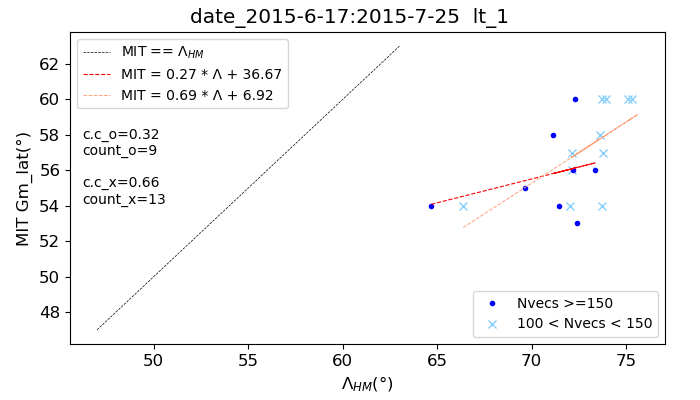 date_2015-6-17:2015-7-25  lt_1
MIT == Λ_HM
MIT = 0.27 * Λ + 36.67
MIT = 0.69 * Λ + 6.92
c.c_o=0.32
count_o=9
c.c_x=0.66
count_x=13
MIT Gm_lat(°)
62
60
58
56
54
52
50
48
Nvecs >=150
100 < Nvecs < 150
50
55
60
65
70
75
Λ_HM(°)